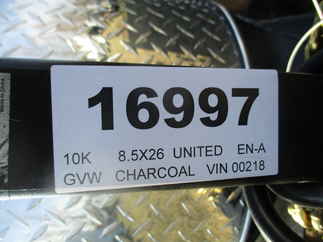 16997
10K 8.5X26 UNITED EN-A
GVW CHARCOAL VIN 00218